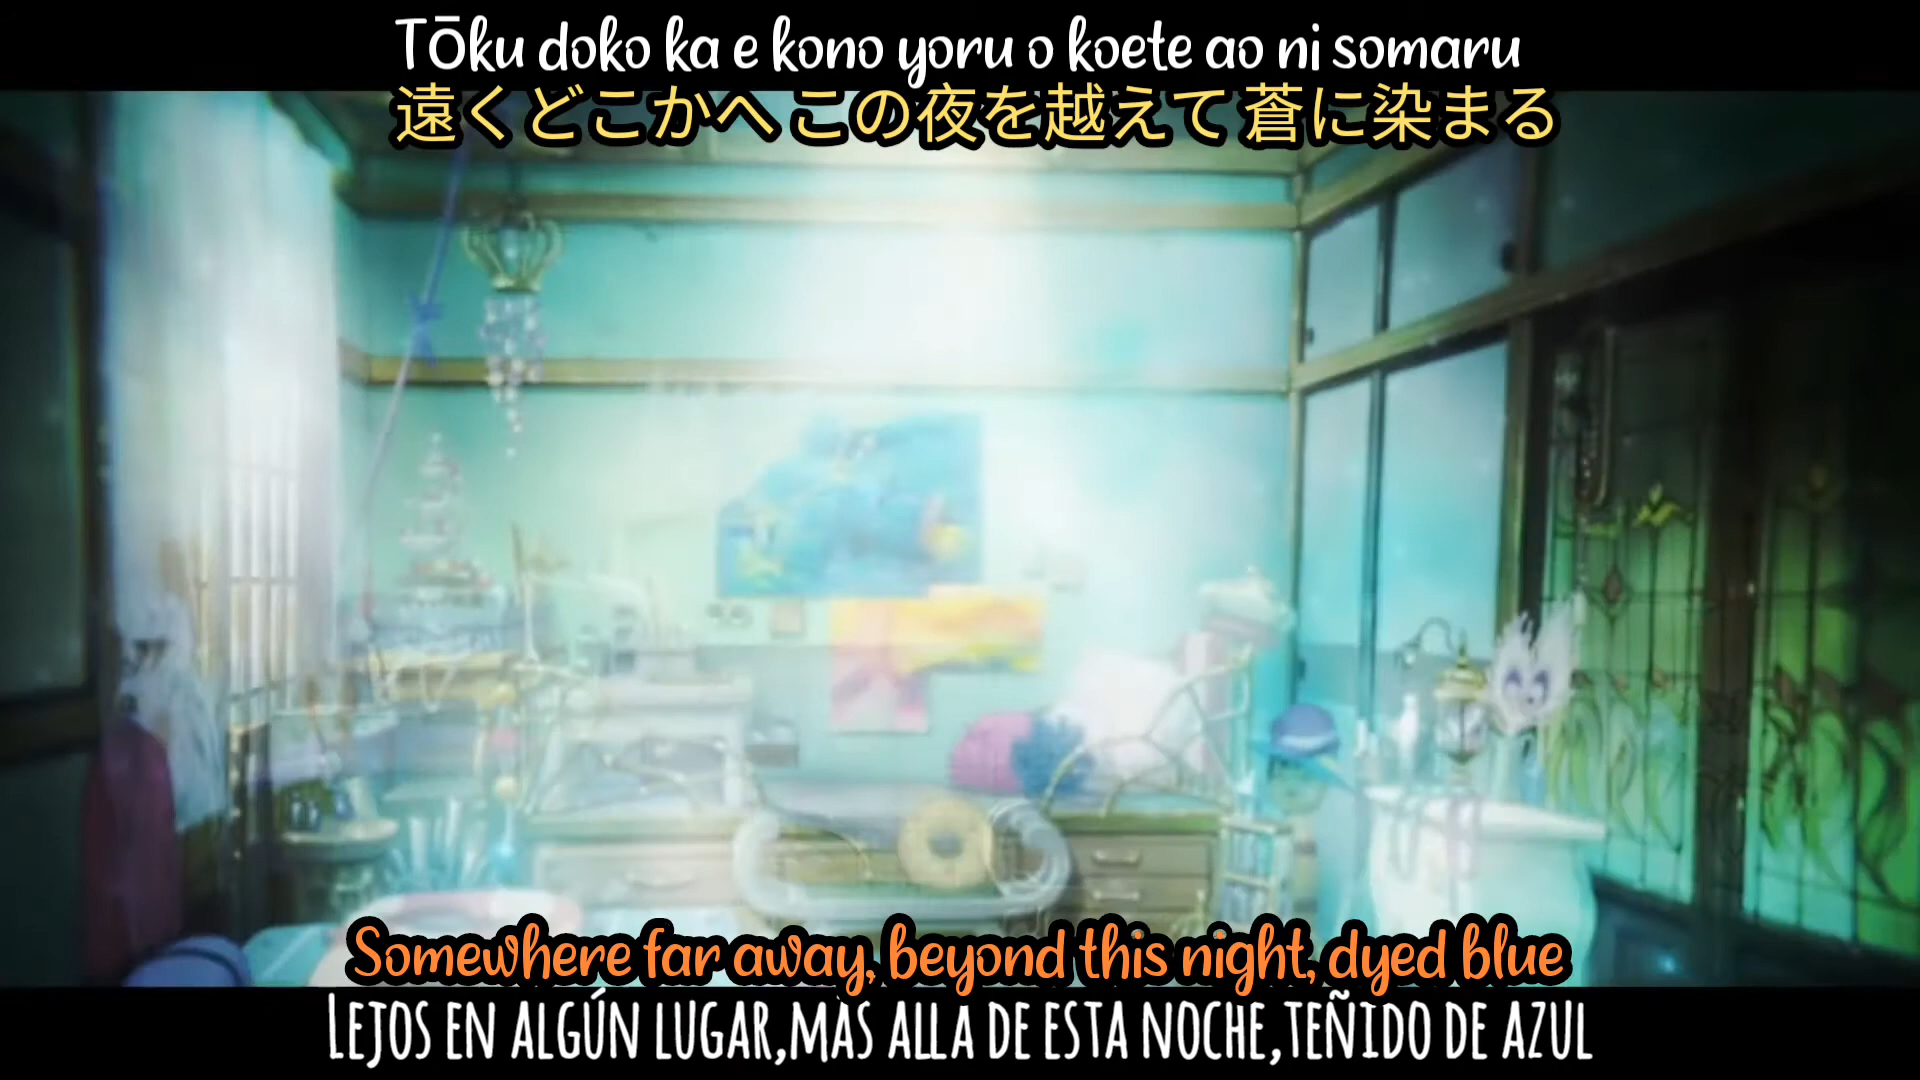 Tōku doko ka e kono yoru o koete ao ni somaru
遠くどこかへ この夜を越えて 蒼に染まる
Somewhere far away, beyond this night, dyed blue
Lejos en algún lugar,más alla de esta noche,teñido de azul